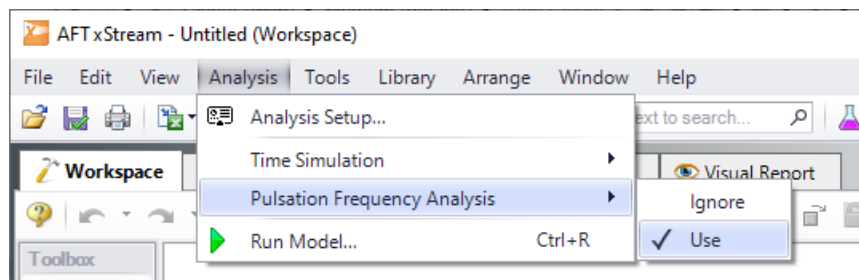 AFT xStream - Untitled (Workspace)
File Edit View Analysis Tools Library Arrange Window Help
Analysis Setup...
ext to search...
Workspace
Time Simulation
Visual Report
Pulsation Frequency Analysis
Ignore
Run Model... Ctrl+R
Use
Toolbox